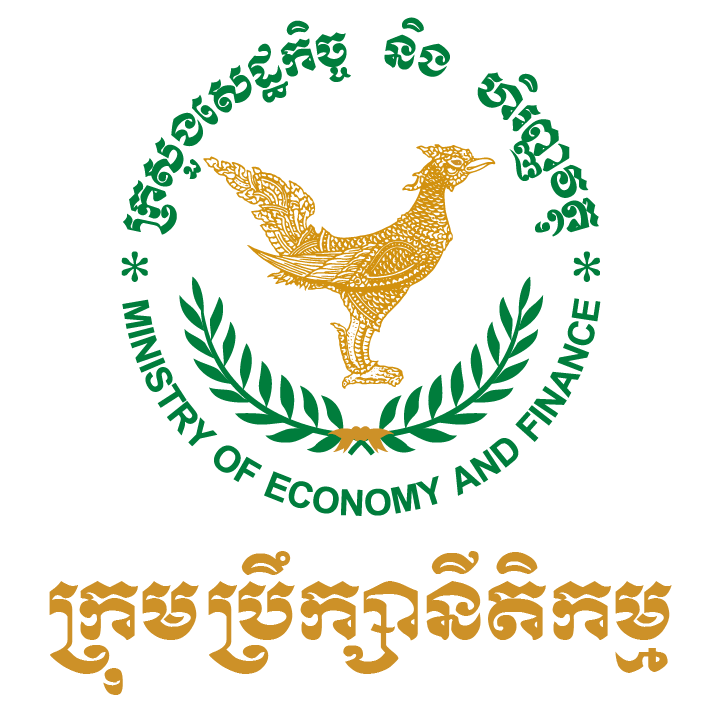 ក្រសួងសេដ្ឋកិច្ច និង ហិរញ្ញវត្ថុ
* MINISTRY OF ECONOMY AND FINANCE *
ក្រុមប្រឹក្សានីតិកម្ម